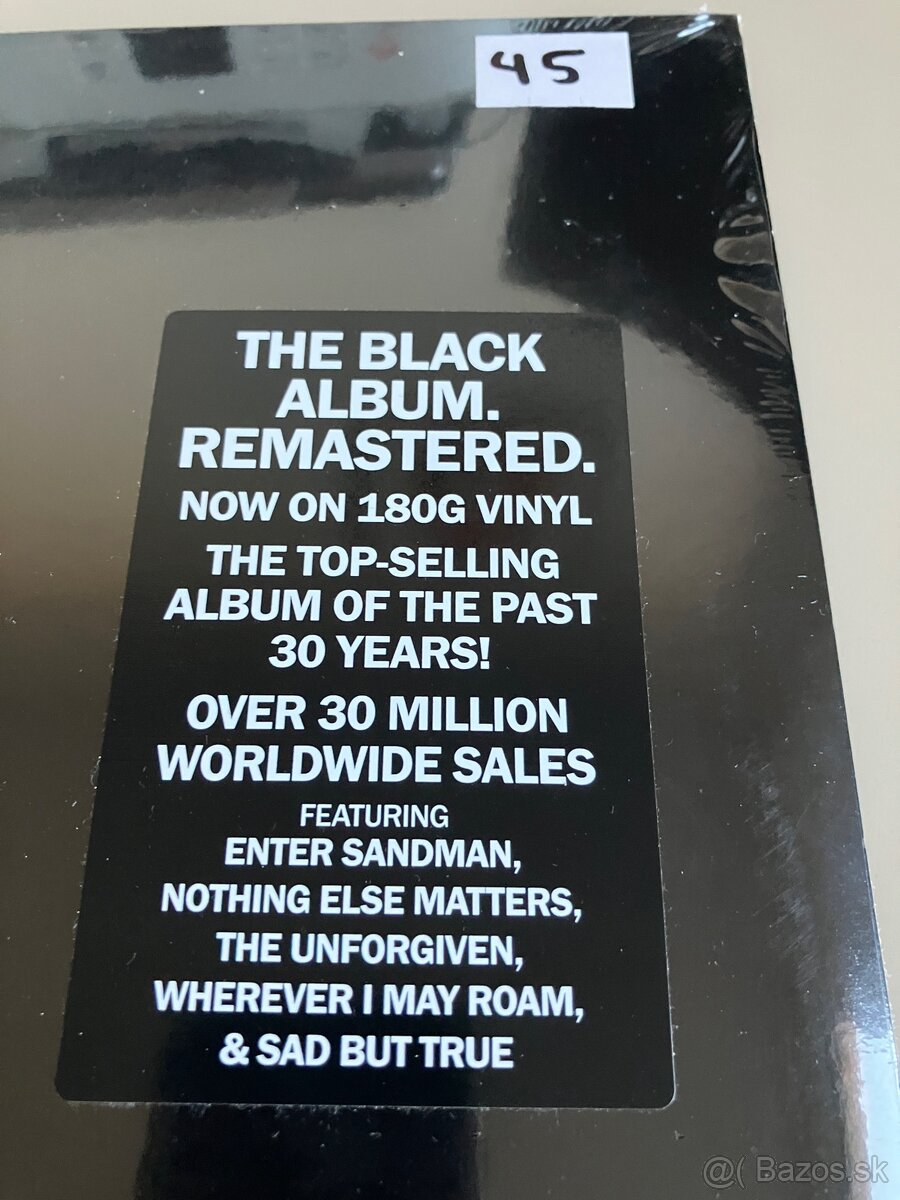 45
THE BLACK
ALBUM.
REMASTERED.
NOW ON 180G VINYL
THE TOP-SELLING
ALBUM OF THE PAST
30 YEARS!
OVER 30 MILLION
WORLDWIDE SALES
FEATURING
ENTER SANDMAN,
NOTHING ELSE MATTERS,
THE UNFORGIVEN,
WHEREVER I MAY ROAM,
& SAD BUT TRUE
@( Bazos.sk